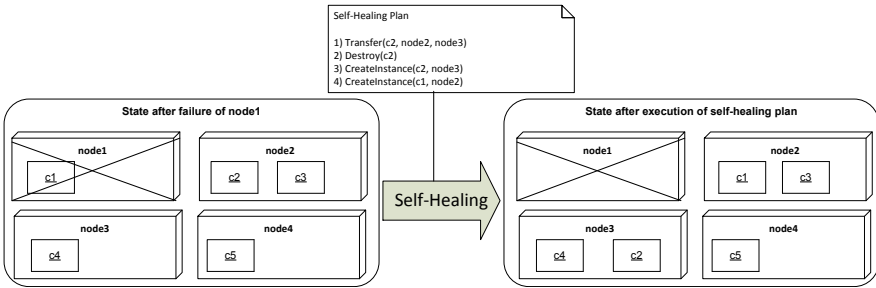 Self-Healing Plan
1) Transfer(c2, node2, node3)
2) Destroy(c2)
3) CreateInstance(c2, node3)
4) CreateInstance(c1, node2)
State after failure of node1
node1
c1
node2
c2 c3
node3
c4
node4
c5
Self-Healing
State after execution of self-healing plan
node1
node2
c1 c3
node3
c4 c2
node4
c5